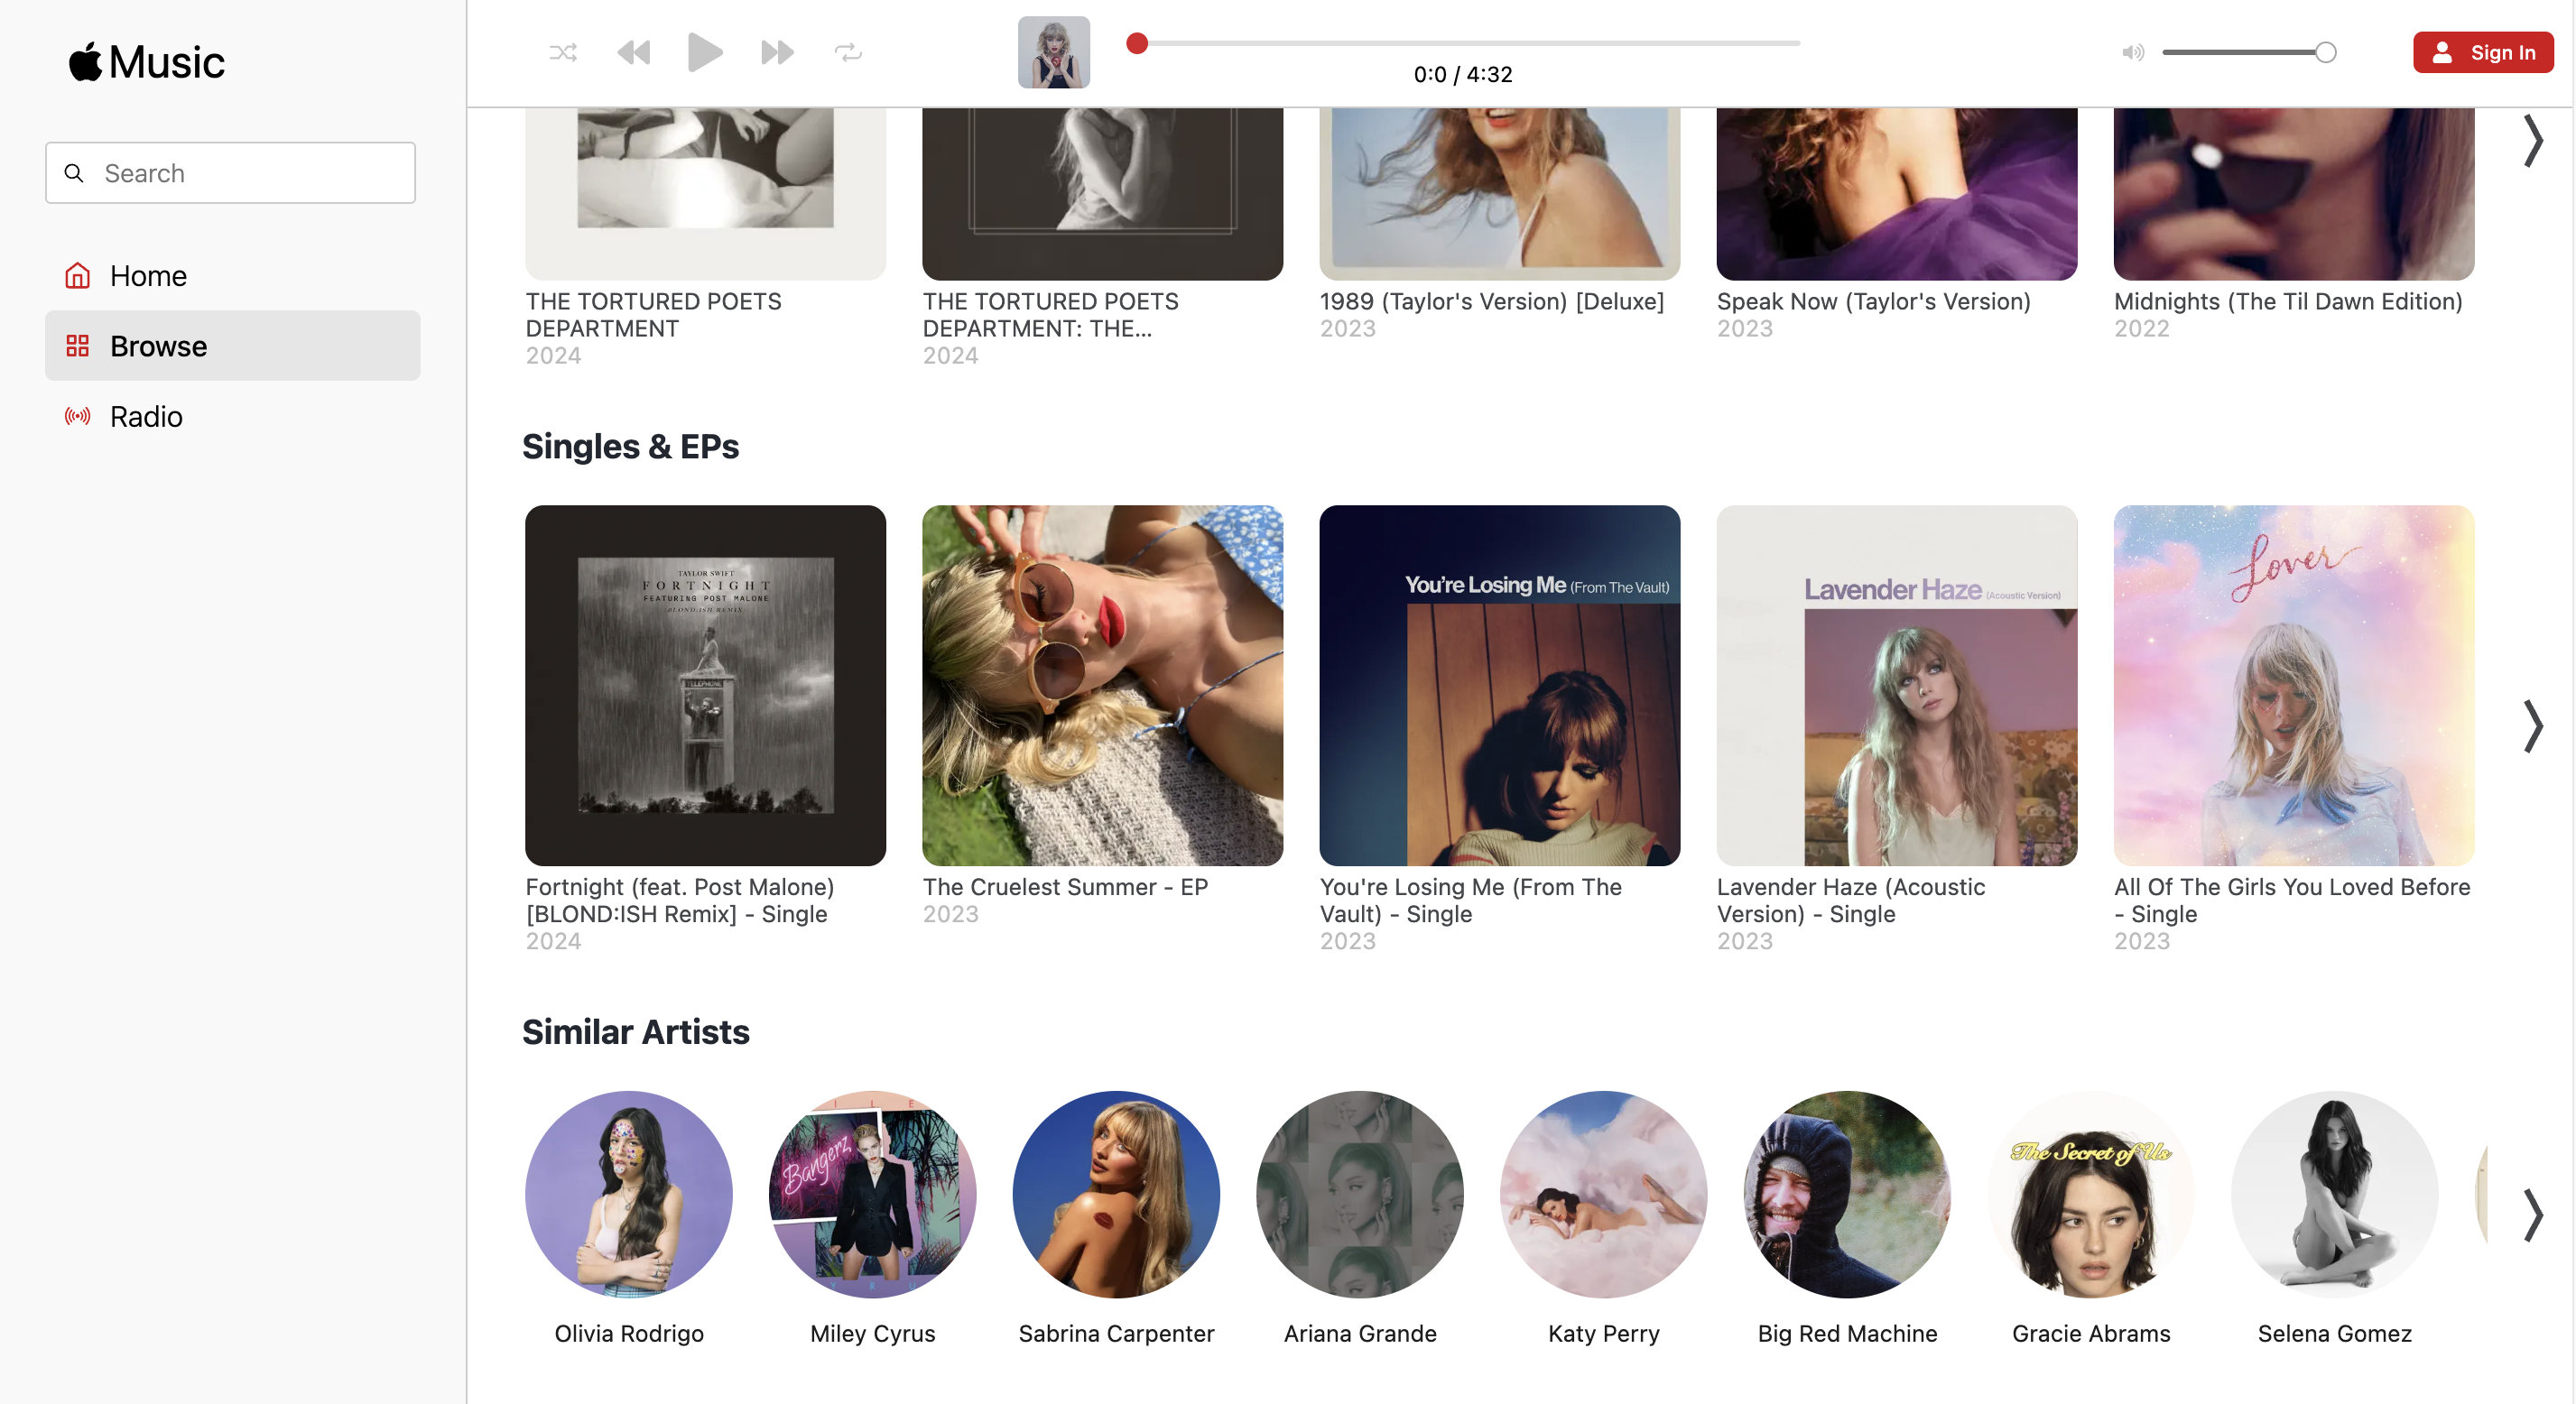 Music
Search
Home
Browse
Radio
0:0 / 4:32
Sign In
THE TORTURED POETS
DEPARTMENT
2024
THE TORTURED POETS
DEPARTMENT: THE...
2024
1989 (Taylor's Version) [Deluxe]
2023
Speak Now (Taylor's Version)
2023
Midnights (The Til Dawn Edition)
2022
Singles & EPs
TAYLOR SWIFT
FORTNIGHT
FEATURING POST MALONE
(BLOND:ISH REMIX)
TELEPHONE
You're Losing Me (From The Vault)
Lavender Haze (Acoustic Version)
Lover
Fortnight (feat. Post Malone)
[BLOND:ISH Remix] - Single
2024
The Cruelest Summer - EP
2023
You're Losing Me (From The
Vault) - Single
2023
Lavender Haze (Acoustic
Version) - Single
2023
All Of The Girls You Loved Before
- Single
2023
Similar Artists
I L E
Bangerz
Y R U
The Secret of Us
Olivia Rodrigo
Miley Cyrus
Sabrina Carpenter
Ariana Grande
Katy Perry
Big Red Machine
Gracie Abrams
Selena Gomez